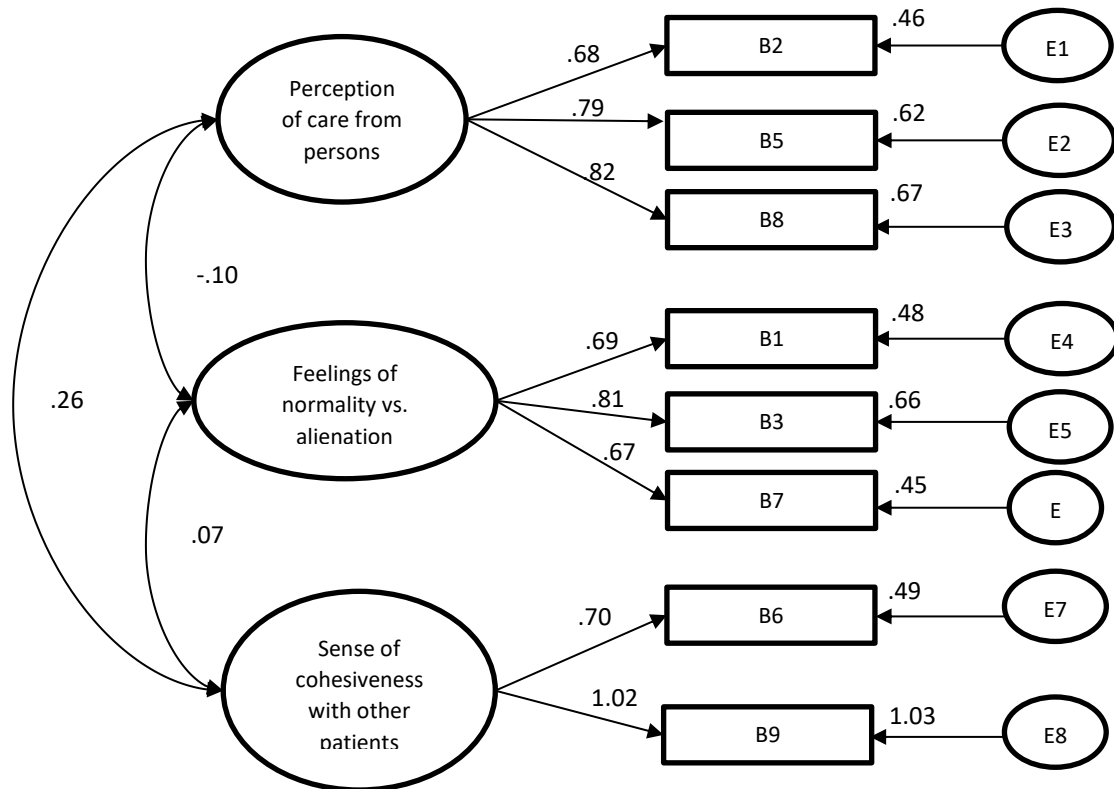 .46
B2
E1
.68
Perception
of care from
persons
.79
.62
B5
E2
.82
.67
B8
E3
-.10
.48
B1
E4
.69
Feelings of
normality vs.
alienation
.26
.81
.66
B3
E5
.67
.45
B7
E
.07
.49
B6
E7
.70
Sense of
cohesiveness
with other
patients
1.02
1.03
B9
E8